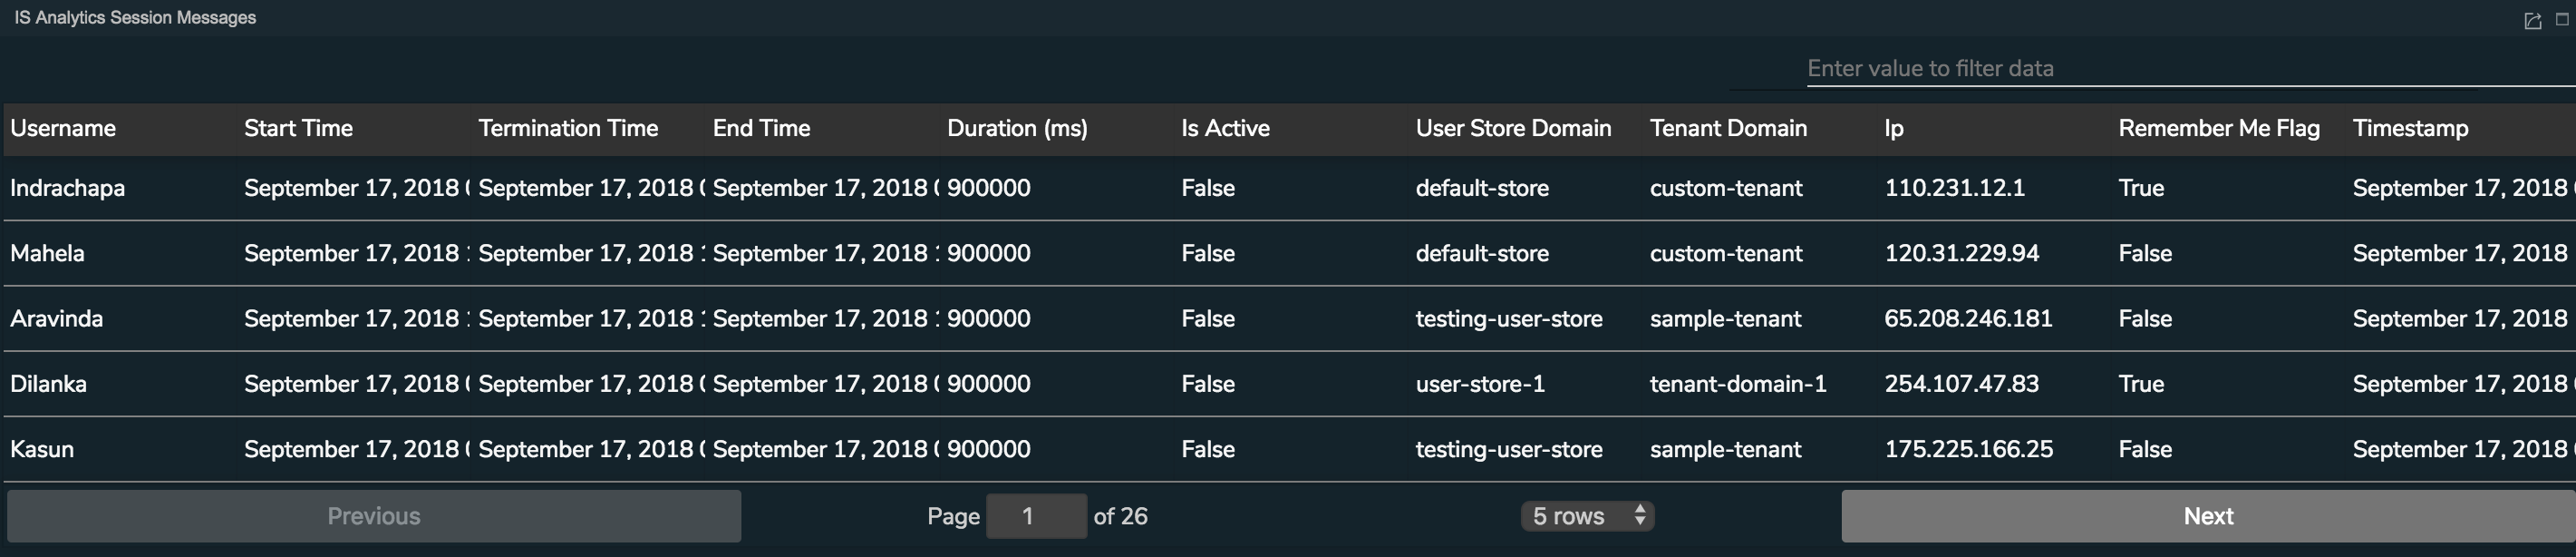 IS Analytics Session Messages
Enter value to filter data
Username Start Time Termination Time End Time Duration (ms) Is Active User Store Domain Tenant Domain Ip Remember Me Flag Timestamp
Indrachapa September 17, 2018 September 17, 2018 September 17, 2018 900000 False default-store custom-tenant 110.231.12.1 True September 17, 2018
Mahela September 17, 2018 September 17, 2018 September 17, 2018 900000 False default-store custom-tenant 120.31.229.94 False September 17, 2018
Aravinda September 17, 2018 September 17, 2018 September 17, 2018 900000 False testing-user-store sample-tenant 65.208.246.181 False September 17, 2018
Dilanka September 17, 2018 September 17, 2018 September 17, 2018 900000 False user-store-1 tenant-domain-1 254.107.47.83 True September 17, 2018
Kasun September 17, 2018 September 17, 2018 September 17, 2018 900000 False testing-user-store sample-tenant 175.225.166.25 False September 17, 2018
Previous Page 1 of 26 5 rows Next